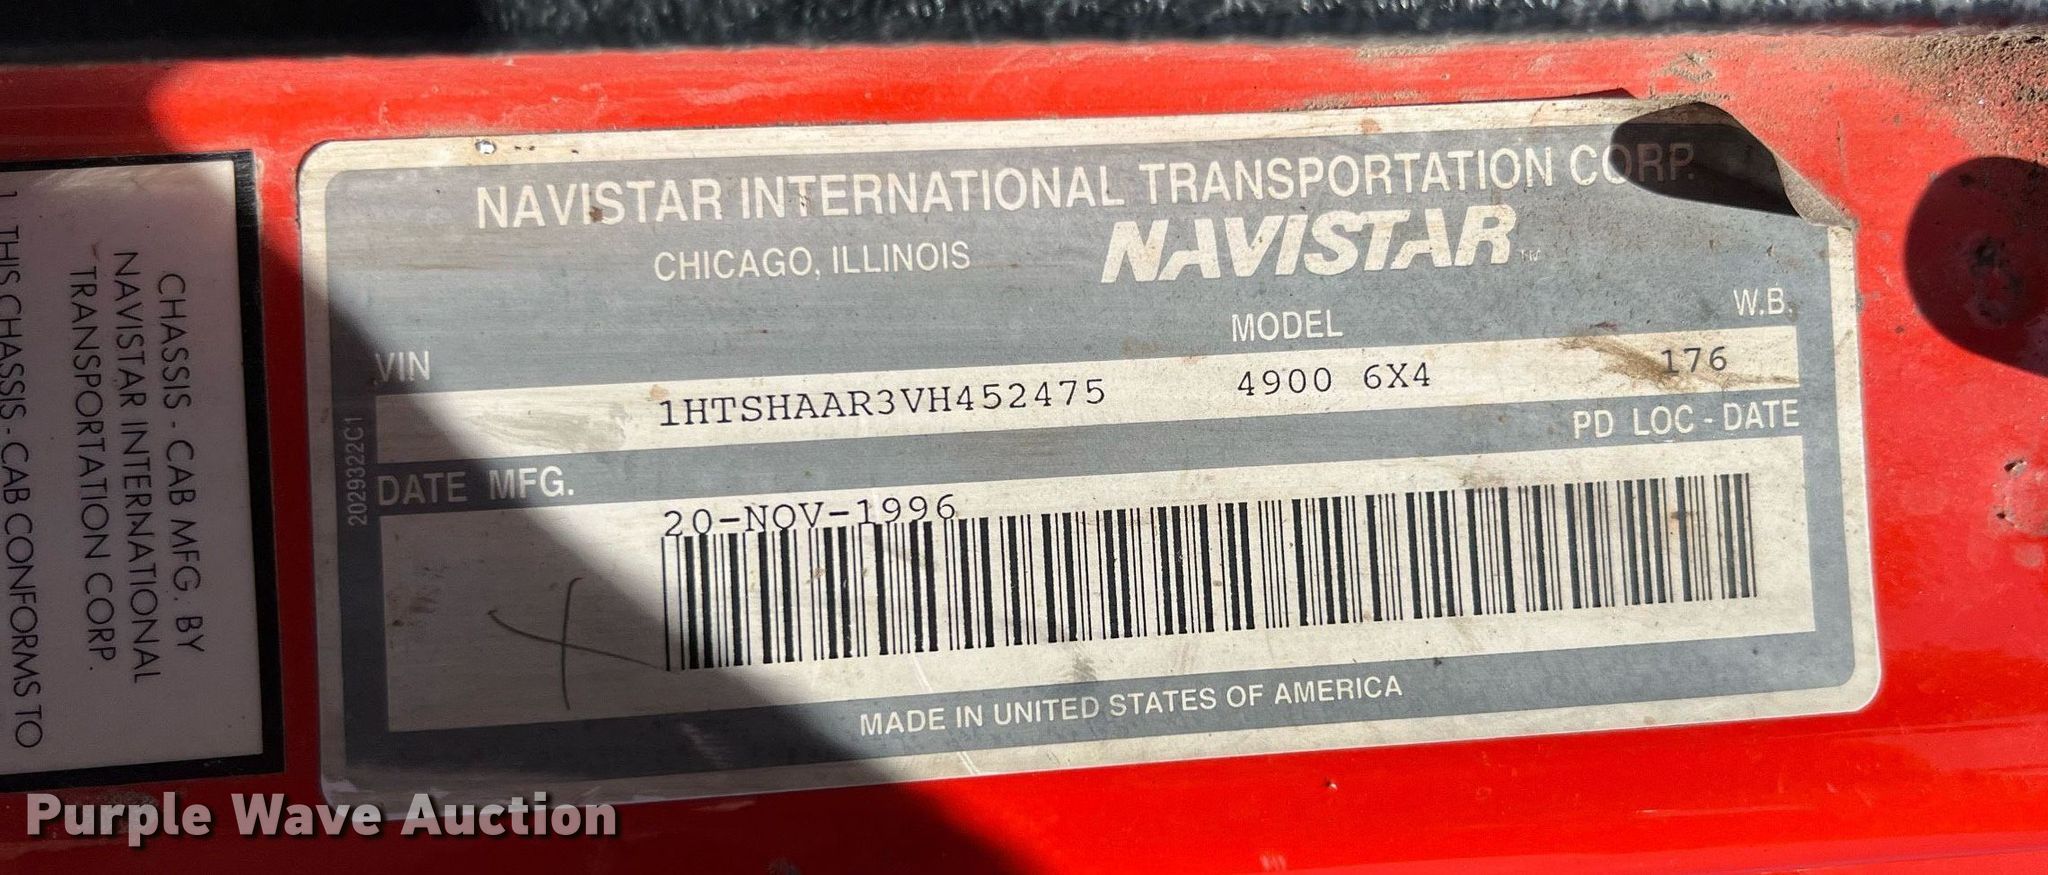 NAVISTAR INTERNATIONAL TRANSPORTATION CORP.
CHICAGO, ILLINOIS
NAVISTAR™
VIN
MODEL
W.B.
1HTSHAAR3VH452475
4900 6X4
176
DATE MFG.
PD LOC - DATE
20-NOV-1996
MADE IN UNITED STATES OF AMERICA
2029322C1
CHASSIS - CAB MFG. BY
NAVISTAR INTERNATIONAL
TRANSPORTATION CORP.
1. THIS CHASSIS - CAB CONFORMS TO
Purple Wave Auction